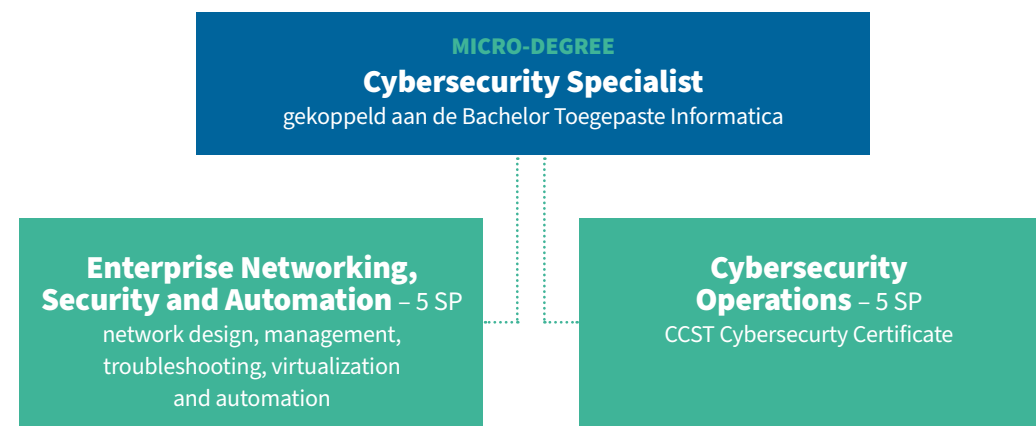 MICRO-DEGREE
Cybersecurity Specialist
gekoppeld aan de Bachelor Toegepaste Informatica
Enterprise Networking,
Security and Automation – 5 SP
network design, management,
troubleshooting, virtualization
and automation
Cybersecurity
Operations – 5 SP
CCST Cybersecurty Certificate